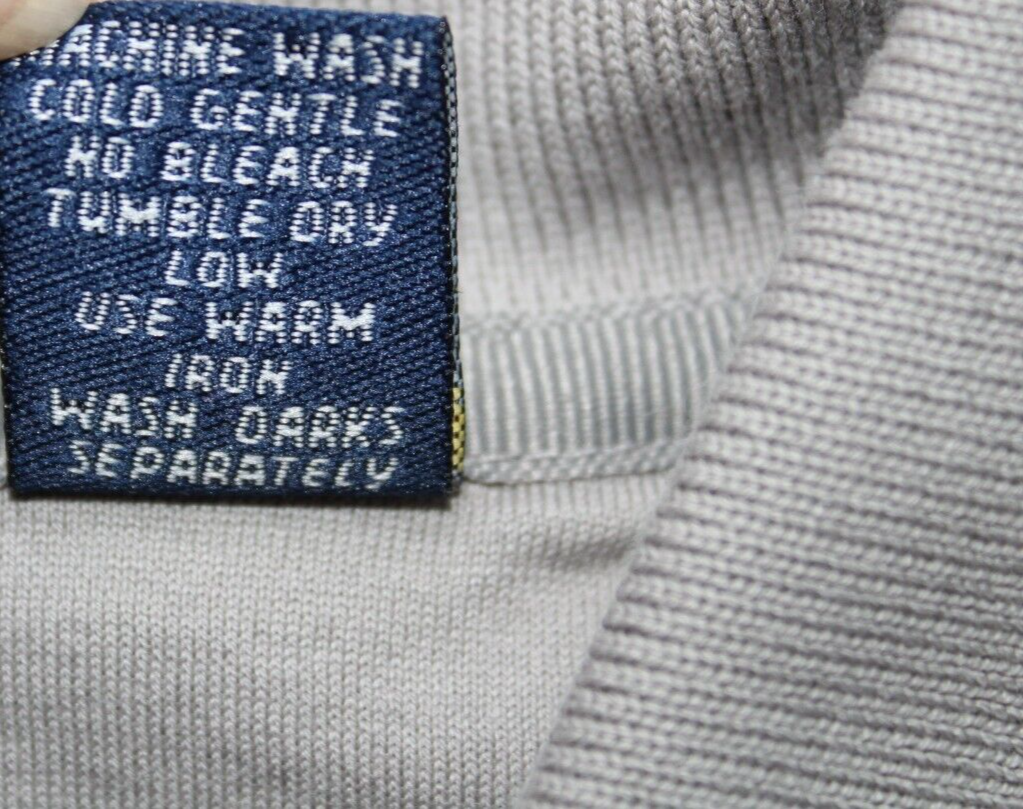 MACHINE WASH
COLD GENTLE
NO BLEACH
TUMBLE DRY
LOW
USE WARM
IRON
WASH DARKS
SEPARATELY